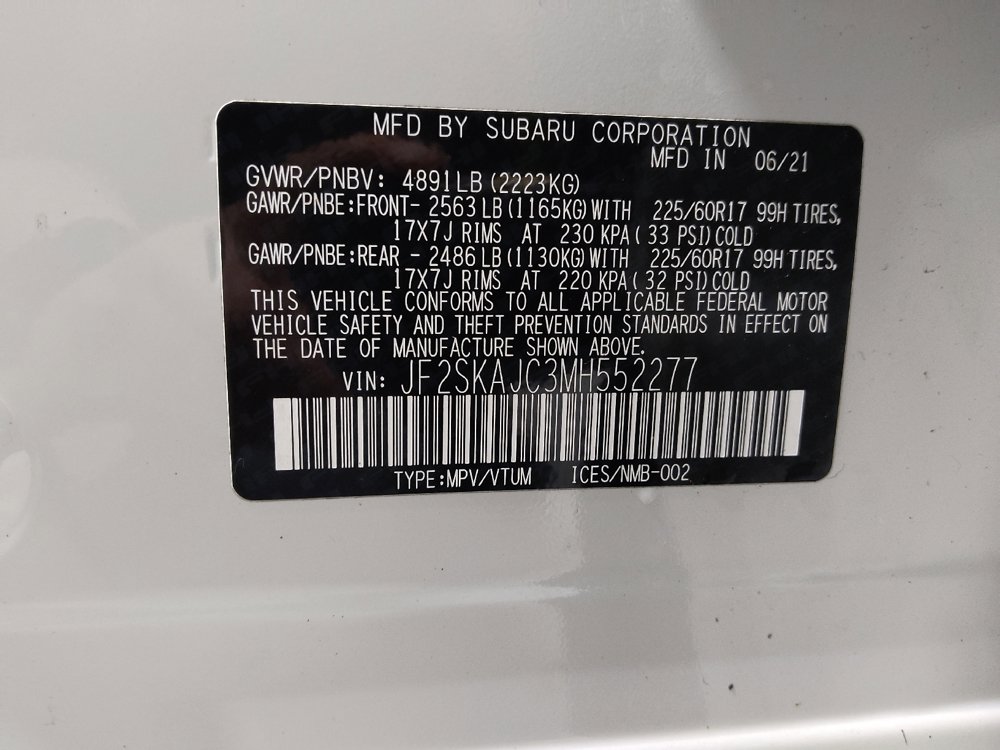 MFD BY SUBARU CORPORATION
MFD IN 06/21
GVWR/PNBV: 4891LB (2223KG)
GAWR/PNBE:FRONT- 2563 LB (1165KG) WITH 225/60R17 99H TIRES,
17X7J RIMS AT 230 KPA ( 33 PSI) COLD
GAWR/PNBE:REAR - 2486 LB (1130KG) WITH 225/60R17 99H TIRES,
17X7J RIMS AT 220 KPA ( 32 PSI) COLD
THIS VEHICLE CONFORMS TO ALL APPLICABLE FEDERAL MOTOR
VEHICLE SAFETY AND THEFT PREVENTION STANDARDS IN EFFECT ON
THE DATE OF MANUFACTURE SHOWN ABOVE.
VIN: JF2SKAJC3MH552277
TYPE:MPV/VTUM ICES/NMB-002